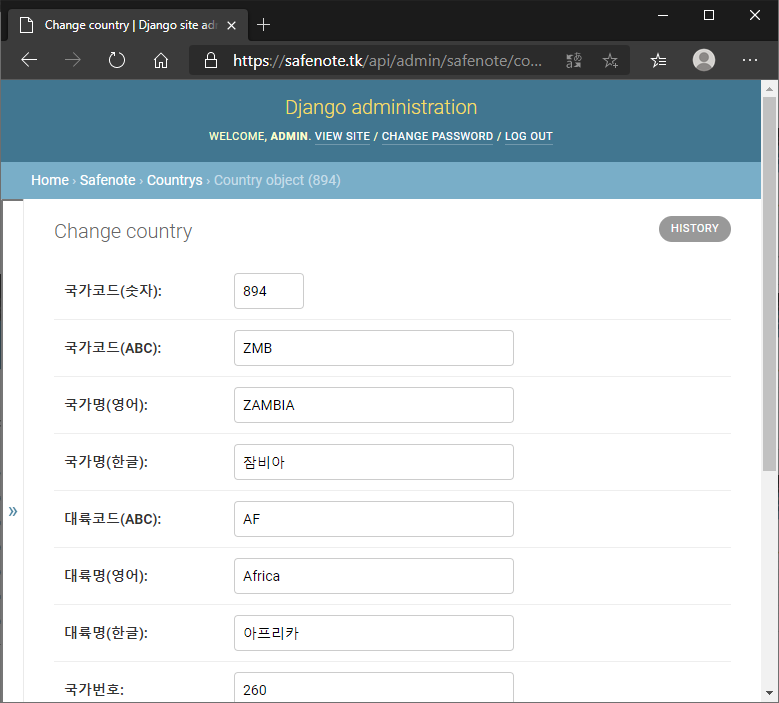 Change country | Django site ad
https://safenote.tk/api/admin/safenote/co...
Django administration
WELCOME, ADMIN. VIEW SITE / CHANGE PASSWORD / LOG OUT
Home › Safenote › Countrys › Country object (894)
Change country
HISTORY
국가코드(숫자): 894
국가코드(ABC): ZMB
국가명(영어): ZAMBIA
국가명(한글): 잠비아
대륙코드(ABC): AF
»
대륙명(영어): Africa
대륙명(한글): 아프리카
국가번호: 260